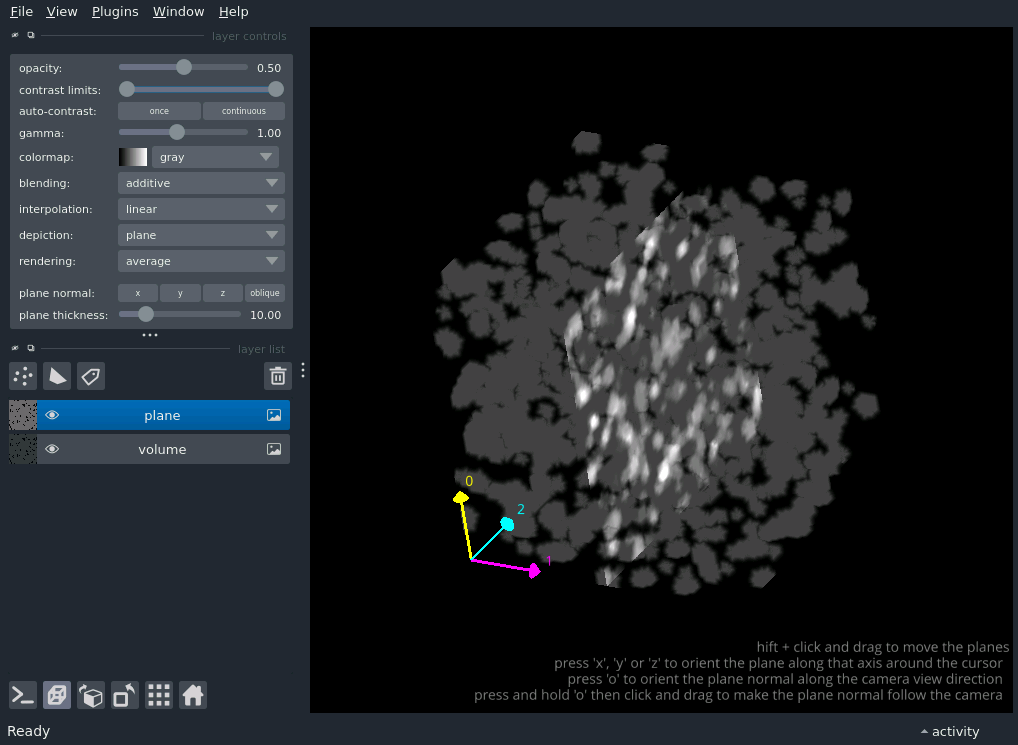 File View Plugins Window Help
layer controls
opacity: 0.50
contrast limits:
auto-contrast: once continuous
gamma: 1.00
colormap: gray
blending: additive
interpolation: linear
depiction: plane
rendering: average
plane normal: x y z oblique
plane thickness: 10.00
layer list
plane
volume
0
2
1
hift + click and drag to move the planes
press 'x', 'y' or 'z' to orient the plane along that axis around the cursor
press 'o' to orient the plane normal along the camera view direction
press and hold 'o' then click and drag to make the plane normal follow the camera
Ready activity